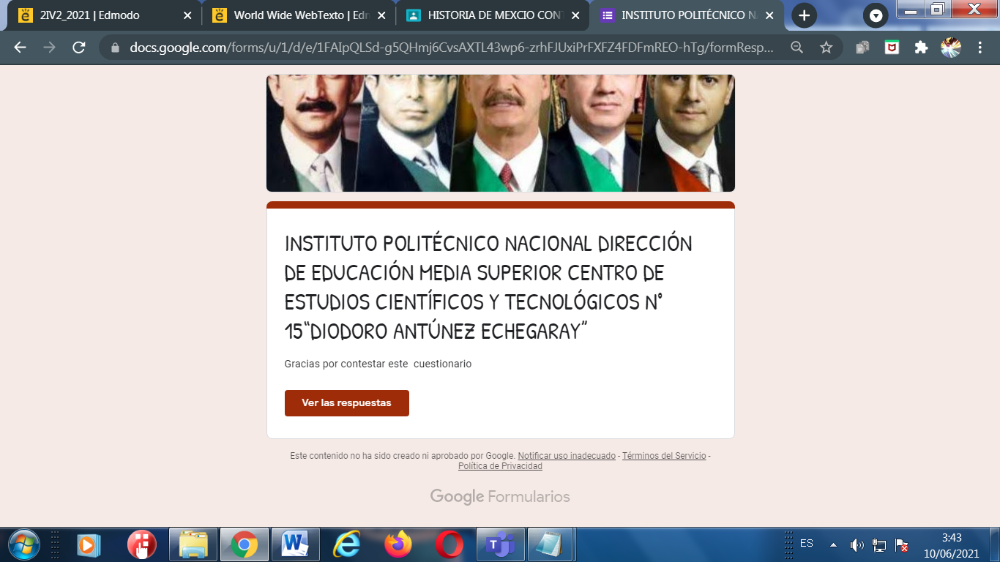 2IV2_2021 | Edmodo
World Wide WebTexto | Edm
HISTORIA DE MEXCIO CONT
INSTITUTO POLITÉCNICO N
docs.google.com/forms/u/1/d/e/1FAIpQLSd-g5QHmj6CvsAXTL43wp6-zrhFJUxiPrFXFZ4FDFmREO-hTg/formResp...
INSTITUTO POLITÉCNICO NACIONAL DIRECCIÓN
DE EDUCACIÓN MEDIA SUPERIOR CENTRO DE
ESTUDIOS CIENTÍFICOS Y TECNOLÓGICOS N°
15“DIODORO ANTÚNEZ ECHEGARAY”
Gracias por contestar este  cuestionario
Ver las respuestas
Este contenido no ha sido creado ni aprobado por Google. Notificar uso inadecuado - Términos del Servicio -
Política de Privacidad
Google Formularios
ES
3:43
10/06/2021